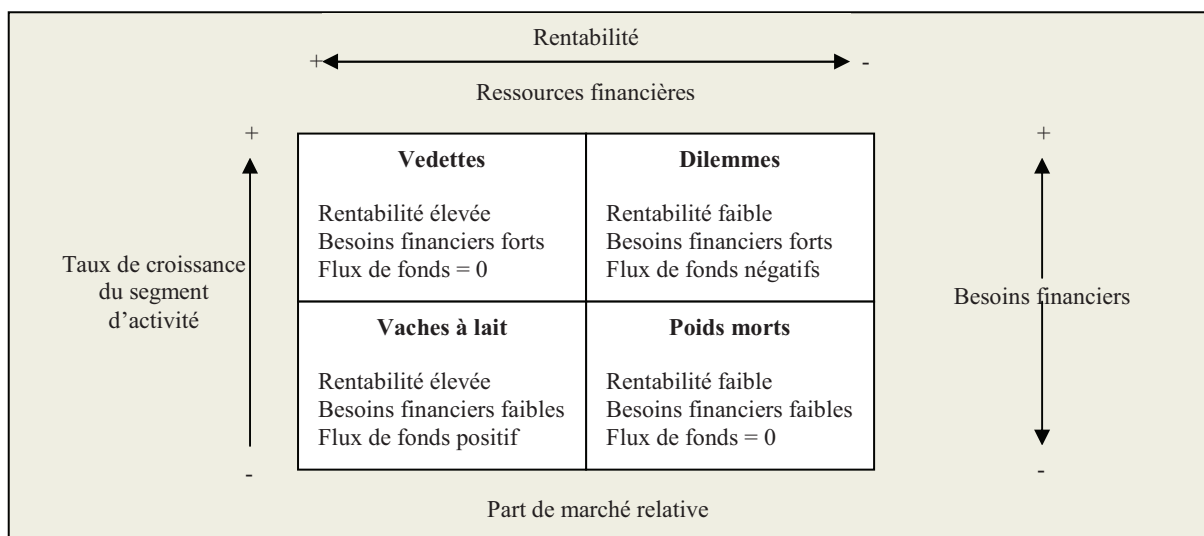 Rentabilité
+ -
Ressources financières
+ +
Vedettes
Rentabilité élevée
Besoins financiers forts
Flux de fonds = 0
Dilemmes
Rentabilité faible
Besoins financiers forts
Flux de fonds négatifs
Taux de croissance
du segment
d’activité
Besoins financiers
Vaches à lait
Rentabilité élevée
Besoins financiers faibles
Flux de fonds positif
Poids morts
Rentabilité faible
Besoins financiers faibles
Flux de fonds = 0
- -
Part de marché relative